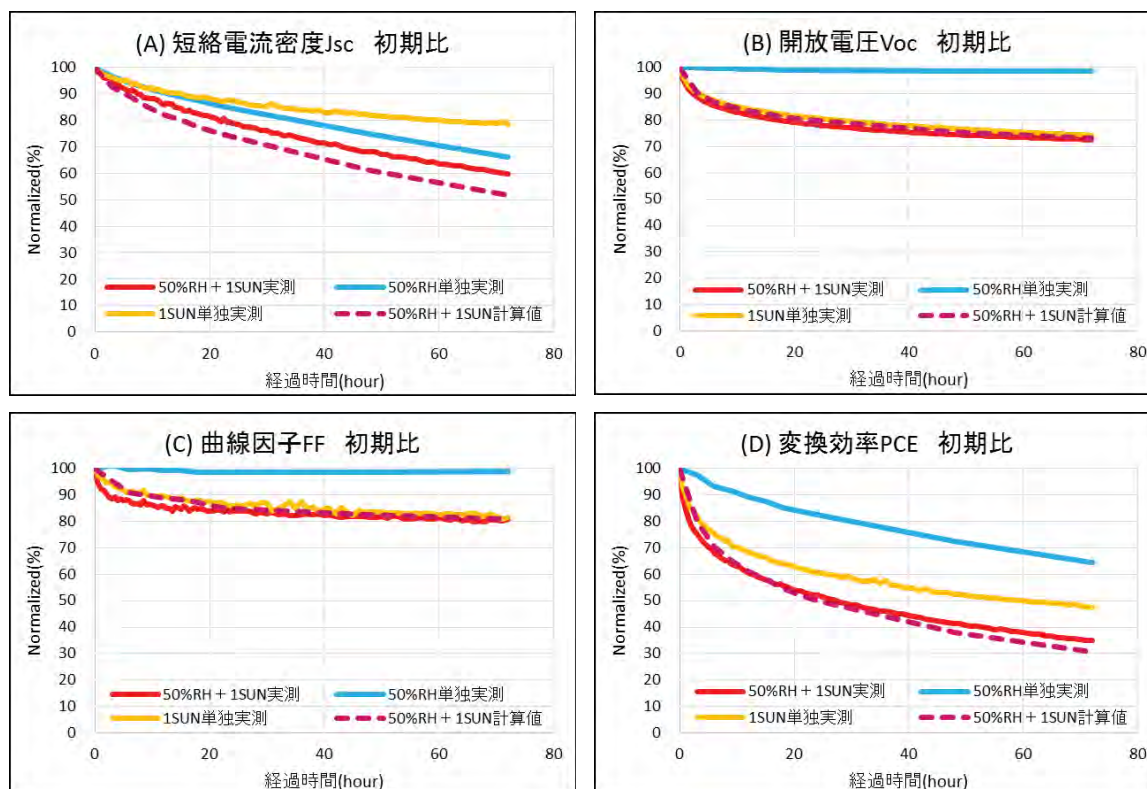 (A) 短絡電流密度Jsc 初期比
100
90
80
70
60
50
40
30
20
10
0
Normalized(%)
50%RH＋1SUN実測
50%RH単独実測
1SUN単独実測
50%RH＋1SUN計算値
0
20
40
60
80
経過時間(hour)
(B) 開放電圧Voc 初期比
100
90
80
70
60
50
40
30
20
10
0
Normalized(%)
50%RH＋1SUN実測
50%RH単独実測
1SUN単独実測
50%RH＋1SUN計算値
0
20
40
60
80
経過時間(hour)
(C) 曲線因子FF 初期比
100
90
80
70
60
50
40
30
20
10
0
Normalized(%)
50%RH＋1SUN実測
50%RH単独実測
1SUN単独実測
50%RH＋1SUN計算値
0
20
40
60
80
経過時間(hour)
(D) 変換効率PCE 初期比
100
90
80
70
60
50
40
30
20
10
0
Normalized(%)
50%RH＋1SUN実測
50%RH単独実測
1SUN単独実測
50%RH＋1SUN計算値
0
20
40
60
80
経過時間(hour)